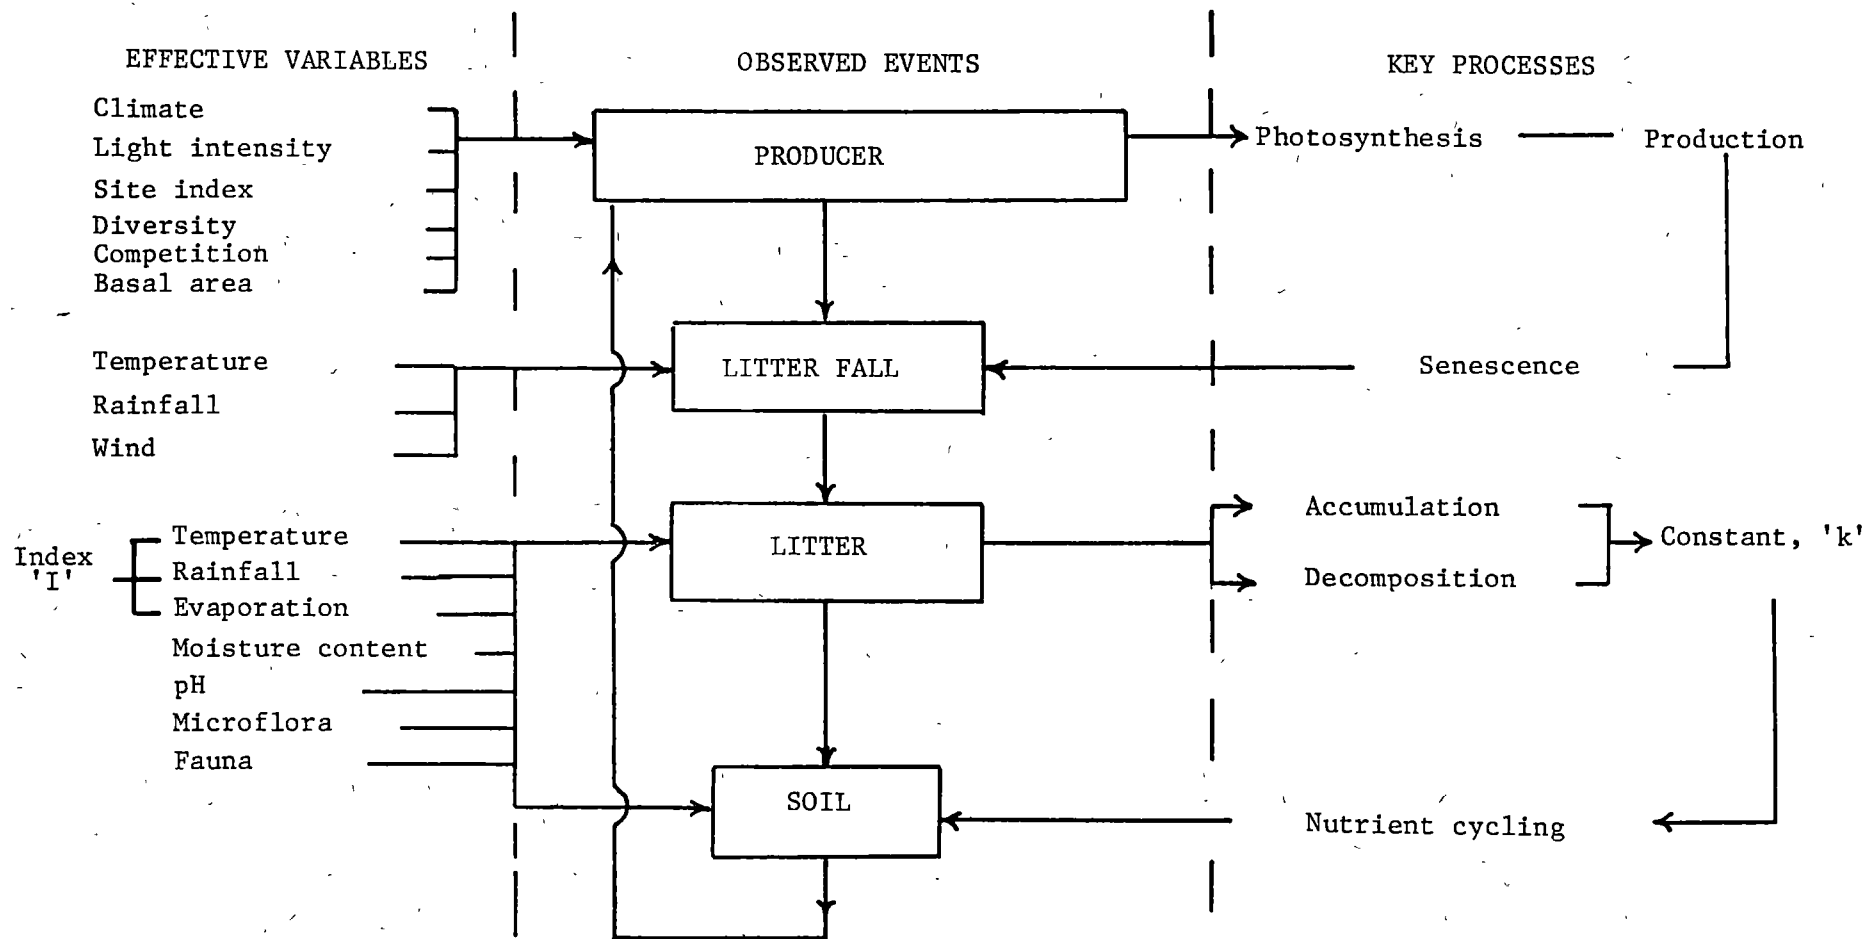 EFFECTIVE VARIABLES
OBSERVED EVENTS
KEY PROCESSES
Climate
Light intensity
Site index
Diversity
Competition
Basal area
PRODUCER
Photosynthesis
Production
Temperature
Rainfall
Wind
LITTER FALL
Senescence
Index
'I'
Temperature
Rainfall
Evaporation
Moisture content
pH
Microflora
Fauna
LITTER
Accumulation
Decomposition
Constant, 'k'
SOIL
Nutrient cycling